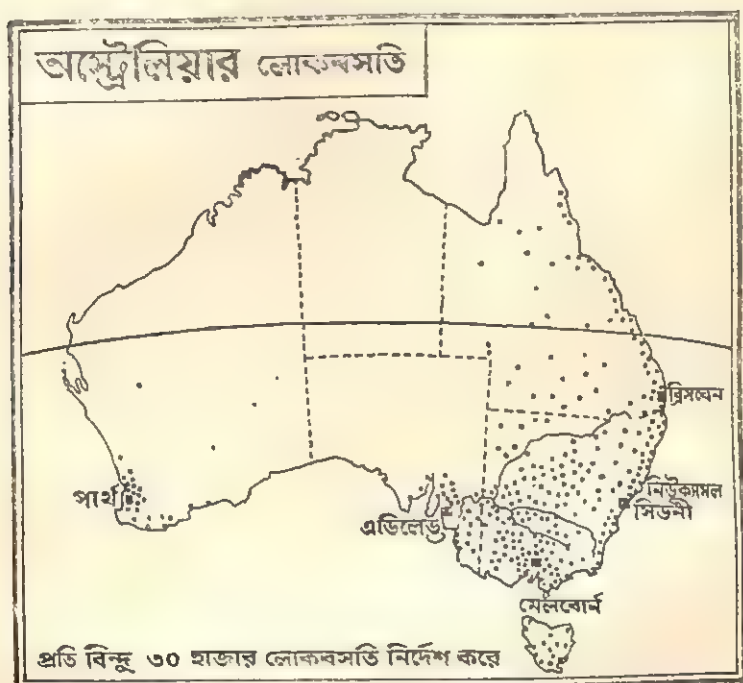 অস্ট্রেলিয়ার লোকবসতি
ব্রিসবেন
পার্থ
নিউক্যাসল
সিডনী
এডিলেড
মেলবোর্ন
প্রতি বিন্দু ৩০ হাজার লোকবসতি নির্দেশ করে